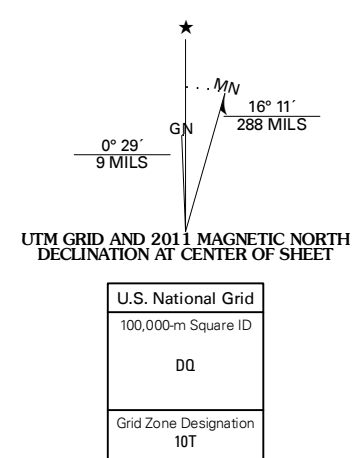 MN
16° 11´
288 MILS
GN
0° 29´
9 MILS
UTM GRID AND 2011 MAGNETIC NORTH
DECLINATION AT CENTER OF SHEET
U.S. National Grid
100,000-m Square ID
DQ
Grid Zone Designation
10T